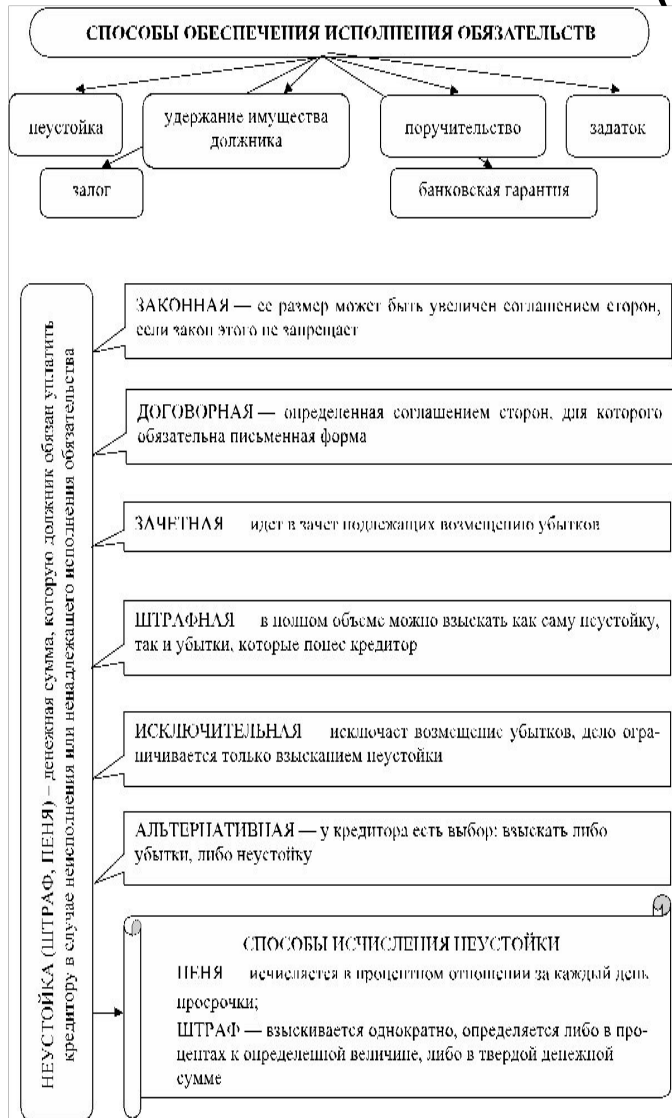 СПОСОБЫ ОБЕСПЕЧЕНИЯ ИСПОЛНЕНИЯ ОБЯЗАТЕЛЬСТВ
неустойка
удержание имущества
должника
поручительство
задаток
залог
банковская гарантия
НЕУСТОЙКА (ШТРАФ, ПЕНЯ) – денежная сумма, которую должник обязан уплатить
кредитору в случае неисполнения или ненадлежащего исполнения обязательства
ЗАКОННАЯ — ее размер может быть увеличен соглашением сторон,
если закон этого не запрещает
ДОГОВОРНАЯ — определенная соглашением сторон, для которого
обязательна письменная форма
ЗАЧЕТНАЯ идет в зачет подлежащих возмещению убытков
ШТРАФНАЯ в полном объеме можно взыскать как саму неустойку,
так и убытки, которые понес кредитор
ИСКЛЮЧИТЕЛЬНАЯ исключает возмещение убытков, дело огра-
ничивается только взысканием неустойки
АЛЬТЕРНАТИВНАЯ — у кредитора есть выбор: взыскать либо
убытки, либо неустойку
СПОСОБЫ ИСЧИСЛЕНИЯ НЕУСТОЙКИ
ПЕНЯ исчисляется в процентном отношении за каждый день
просрочки;
ШТРАФ — взыскивается однократно, определяется либо в про-
центах к определенной величине, либо в твердой денежной
сумме